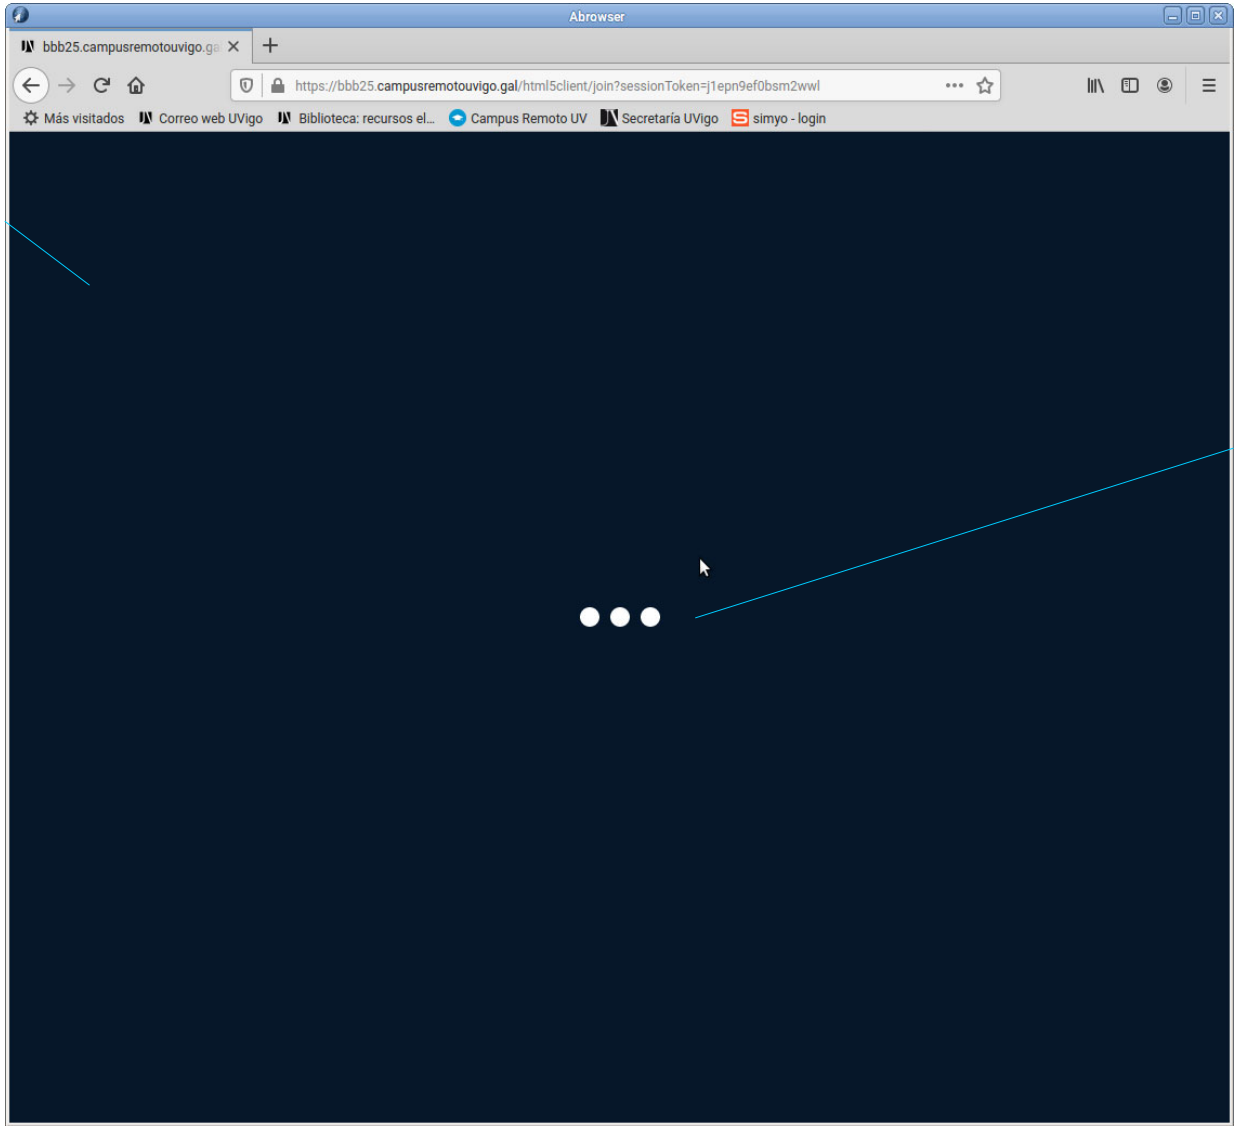 Abrowser
bbb25.campusremotouvigo.ga
https://bbb25.campusremotouvigo.gal/html5client/join?sessionToken=j1epn9ef0bsm2wwl
Más visitados Correo web UVigo Biblioteca: recursos el... Campus Remoto UV Secretaría UVigo simyo - login